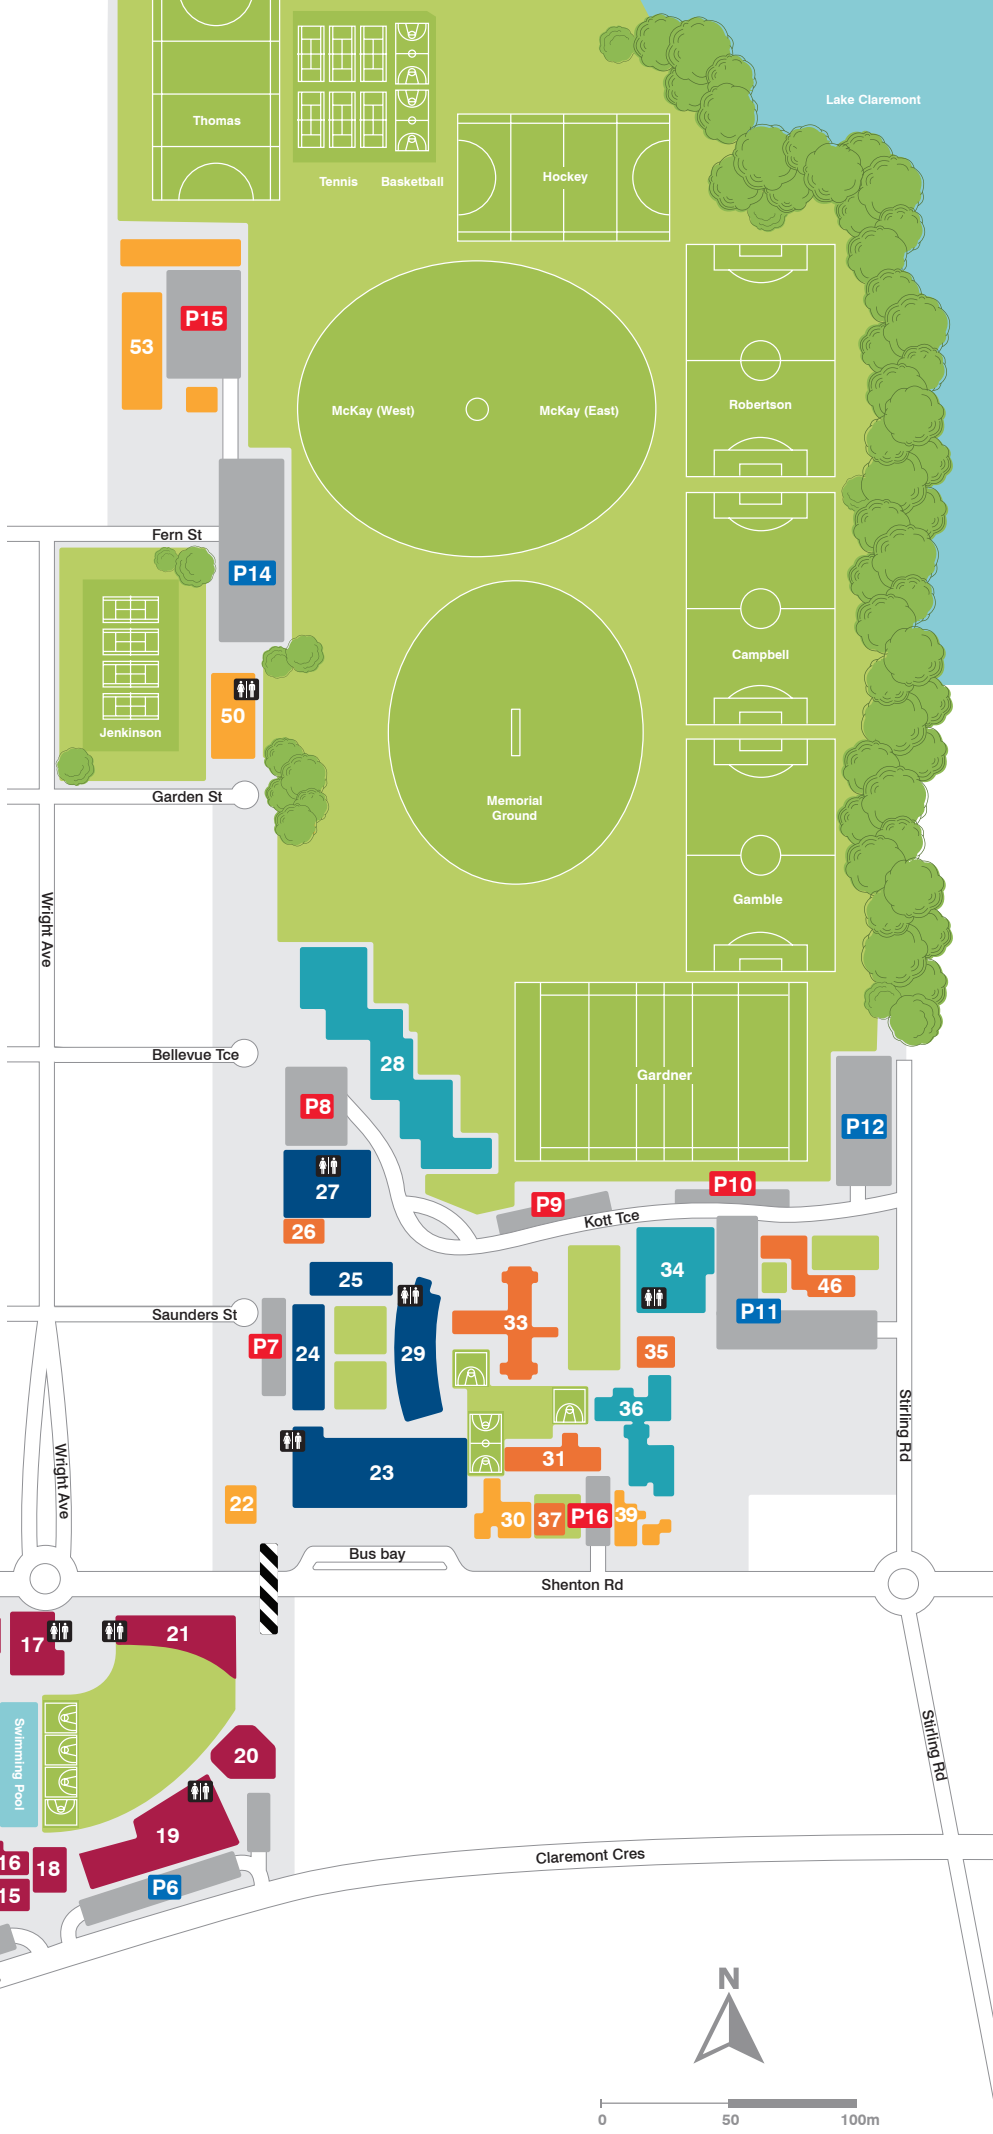 Lake Claremont
Thomas
Tennis
Basketball
Hockey
P15
53
McKay (West)
McKay (East)
Robertson
Fern St
P14
Campbell
50
Jenkinson
Garden St
Memorial
Ground
Gamble
Wright Ave
Bellevue Tce
28
Gardner
P8
P12
27
P10
P9
Kott Tce
26
25
34
46
P11
Saunders St
33
P7
24
29
35
36
Stirling Rd
Wright Ave
31
23
22
30
37
P16
39
Bus bay
Shenton Rd
17
21
Swimming Pool
20
Stirling Rd
19
16
18
15
P6
Claremont Cres
N
0
50
100m